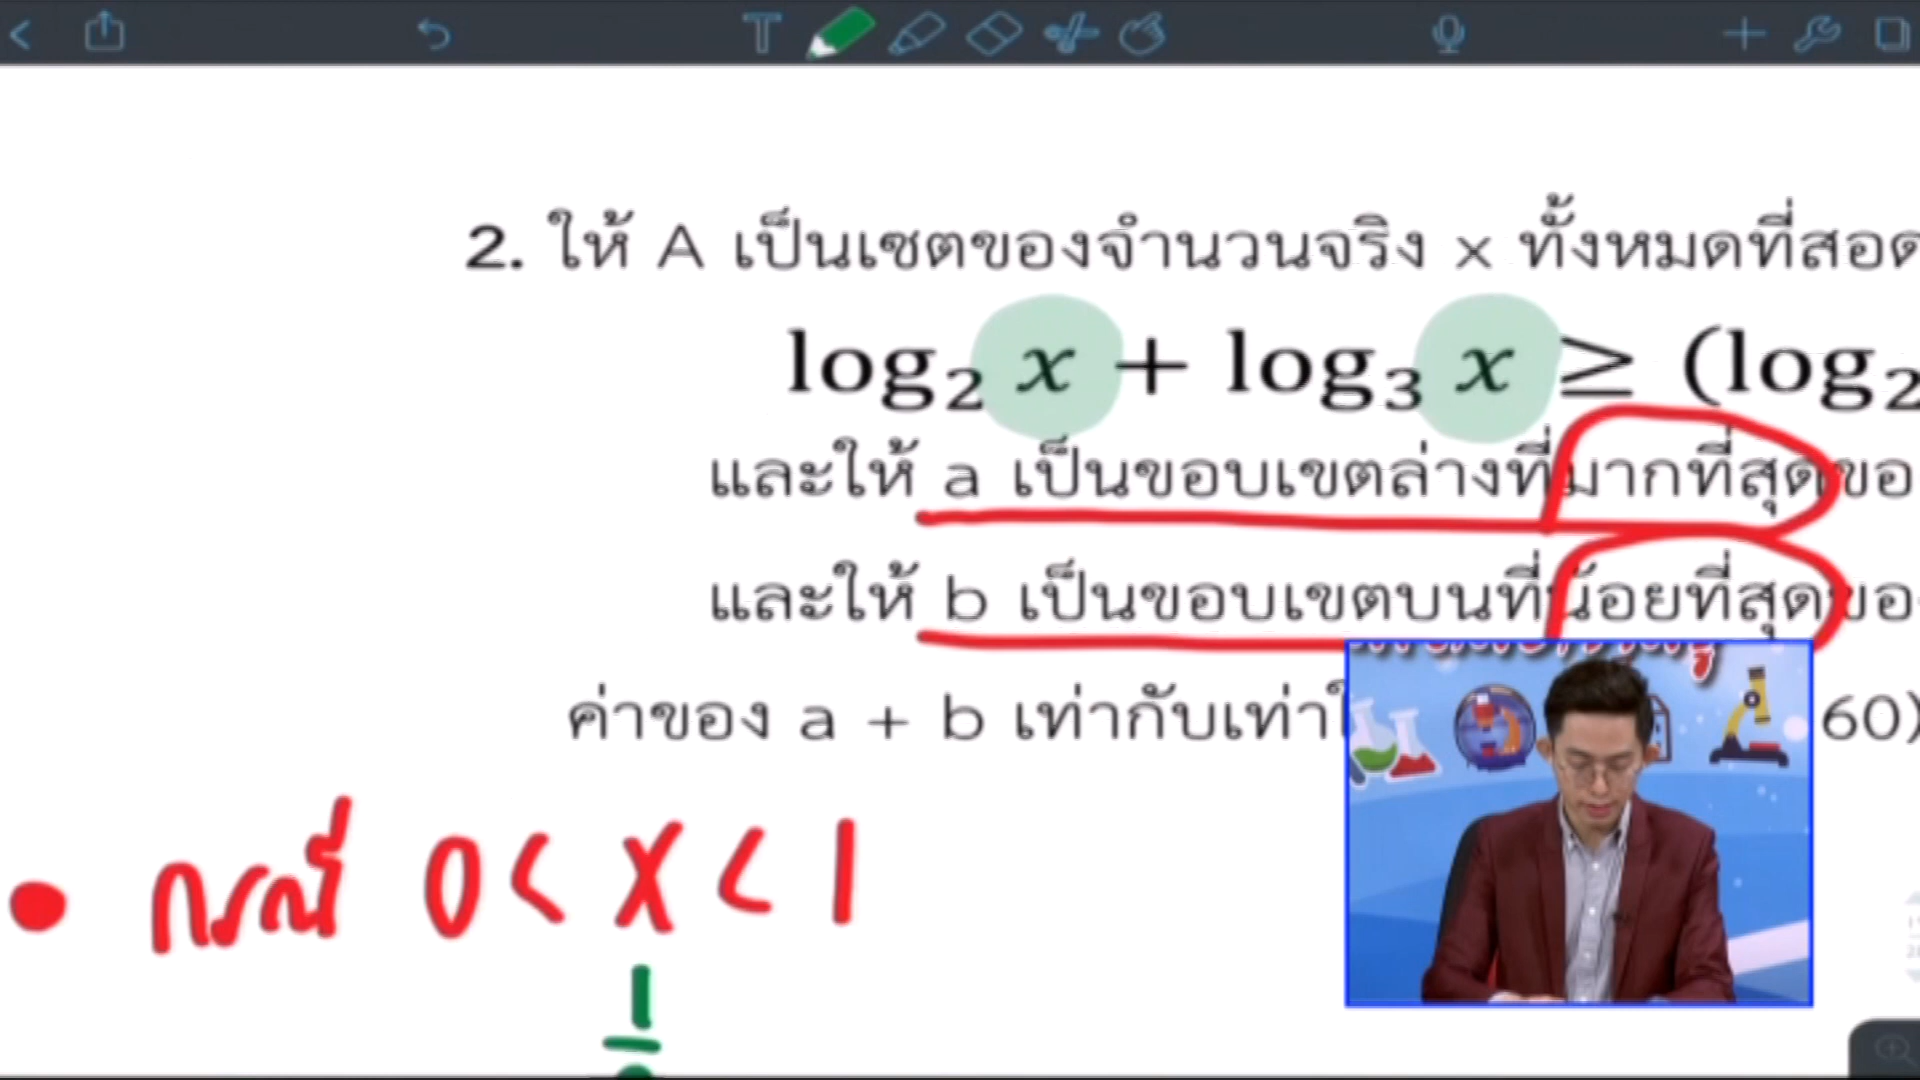 2. ให้ A เป็นเซตของจำนวนจริง x ทั้งหมดที่สอด
log₂ x + log₃ x ≥ (log₂
และให้ a เป็นขอบเขตล่างที่มากที่สุดขอ
และให้ b เป็นขอบเขตบนที่น้อยที่สุดขอ
ค่าของ a + b เท่ากับเท่าใ 60)
กรณี 0 < x < 1
1